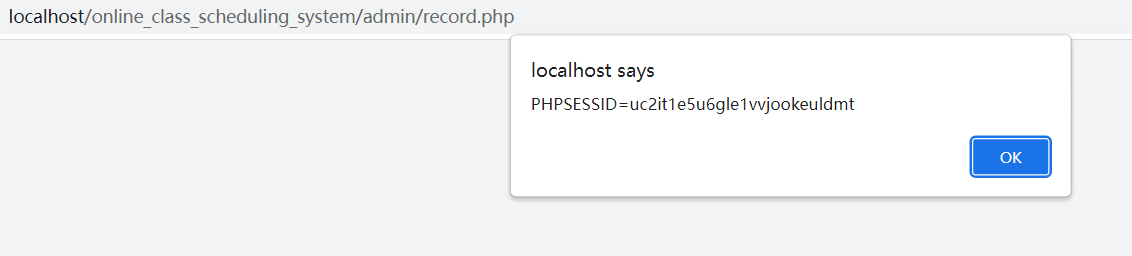 localhost/online_class_scheduling_system/admin/record.php
localhost says
PHPSESSID=uc2it1e5u6gle1vvjookeuldmt
OK